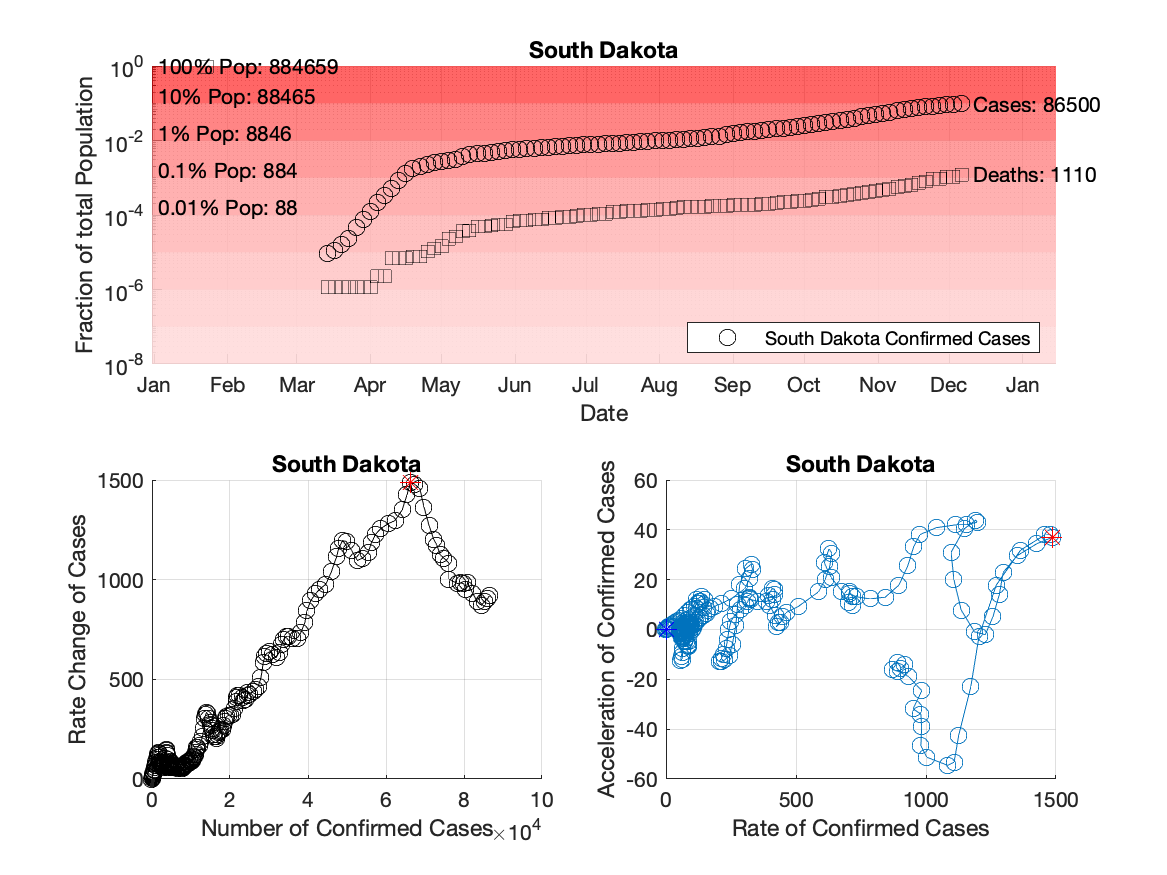 South Dakota
10^0
10^-2
10^-4
10^-6
10^-8
Fraction of total Population
100% Pop: 884659
10% Pop: 88465
1% Pop: 8846
0.1% Pop: 884
0.01% Pop: 88
Cases: 86500
Deaths: 1110
South Dakota Confirmed Cases
Jan Feb Mar Apr May Jun Jul Aug Sep Oct Nov Dec Jan
Date
South Dakota
1500
1000
500
0
Rate Change of Cases
0 2 4 6 8 10
Number of Confirmed Cases ×10^4
South Dakota
60
40
20
0
-20
-40
-60
Acceleration of Confirmed Cases
0 500 1000 1500
Rate of Confirmed Cases